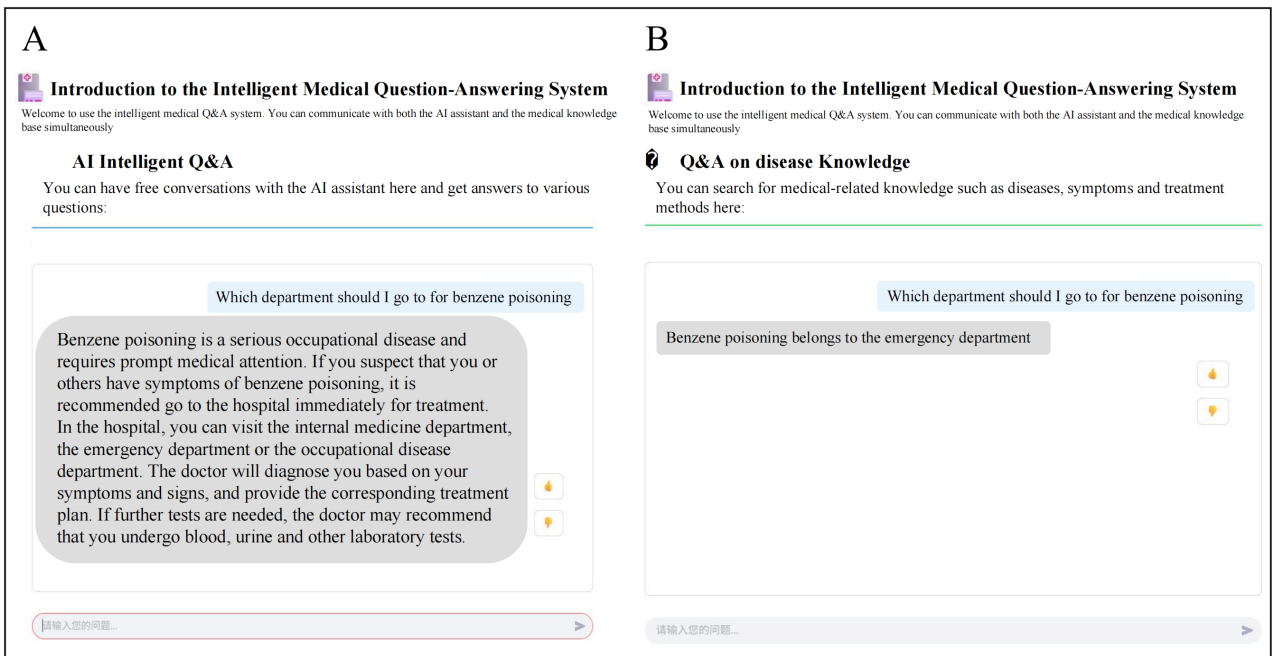 A
Introduction to the Intelligent Medical Question-Answering System
Welcome to use the intelligent medical Q&A system. You can communicate with both the AI assistant and the medical knowledge
base simultaneously
AI Intelligent Q&A
You can have free conversations with the AI assistant here and get answers to various
questions:
Which department should I go to for benzene poisoning
Benzene poisoning is a serious occupational disease and
requires prompt medical attention. If you suspect that you or
others have symptoms of benzene poisoning, it is
recommended go to the hospital immediately for treatment.
In the hospital, you can visit the internal medicine department,
the emergency department or the occupational disease
department. The doctor will diagnose you based on your
symptoms and signs, and provide the corresponding treatment
plan. If further tests are needed, the doctor may recommend
that you undergo blood, urine and other laboratory tests.
请输入您的问题...
B
Introduction to the Intelligent Medical Question-Answering System
Welcome to use the intelligent medical Q&A system. You can communicate with both the AI assistant and the medical knowledge
base simultaneously
Q&A on disease Knowledge
You can search for medical-related knowledge such as diseases, symptoms and treatment
methods here:
Which department should I go to for benzene poisoning
Benzene poisoning belongs to the emergency department
请输入您的问题...